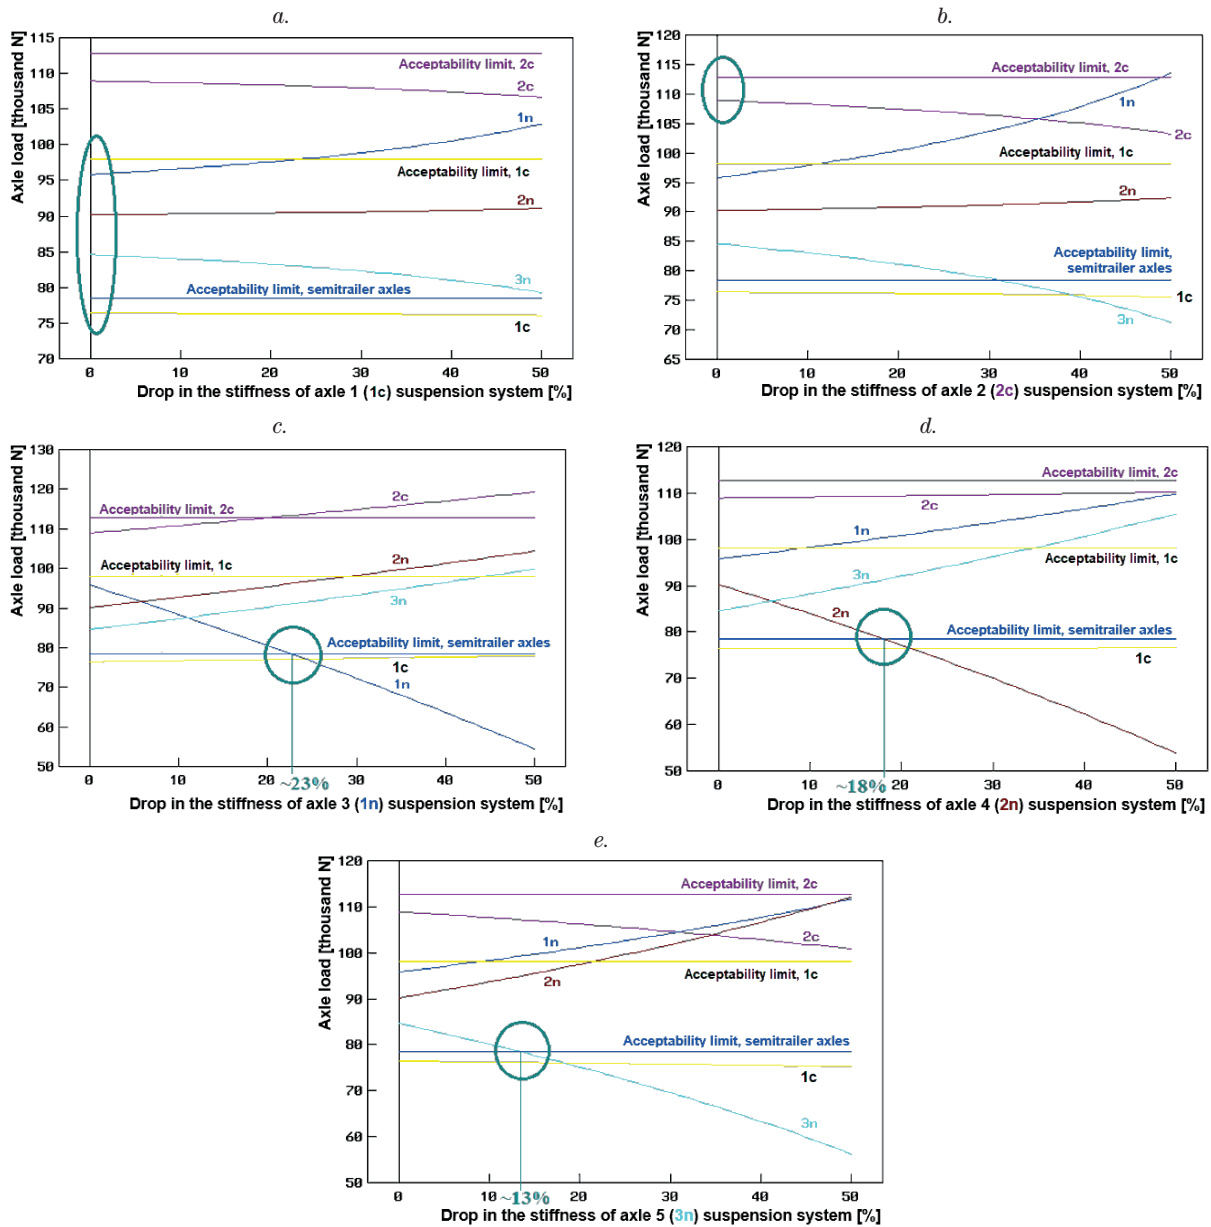 a.
Axle load [thousand N]
115
110
105
100
95
90
85
80
75
70
Acceptability limit, 2c
2c
1n
Acceptability limit, 1c
2n
3n
Acceptability limit, semitrailer axles
1c
0 10 20 30 40 50
Drop in the stiffness of axle 1 (1c) suspension system [%]
b.
Axle load [thousand N]
120
115
110
105
100
95
90
85
80
75
70
65
Acceptability limit, 2c
1n
2c
Acceptability limit, 1c
2n
Acceptability limit,
semitrailer axles
1c
3n
0 10 20 30 40 50
Drop in the stiffness of axle 2 (2c) suspension system [%]
c.
Axle load [thousand N]
130
120
110
100
90
80
70
60
50
2c
Acceptability limit, 2c
Acceptability limit, 1c
2n
3n
Acceptability limit, semitrailer axles
1c
1n
0 10 20 30 40 50
~23%
Drop in the stiffness of axle 3 (1n) suspension system [%]
d.
Axle load [thousand N]
120
110
100
90
80
70
60
50
Acceptability limit, 2c
2c
1n
Acceptability limit, 1c
3n
2n
Acceptability limit, semitrailer axles
1c
0 10 20 30 40 50
~18%
Drop in the stiffness of axle 4 (2n) suspension system [%]
e.
Axle load [thousand N]
120
110
100
90
80
70
60
50
Acceptability limit, 2c
1n
2c
2n
Acceptability limit, 1c
Acceptability limit, semitrailer axles
1c
3n
0 10 20 30 40 50
~13%
Drop in the stiffness of axle 5 (3n) suspension system [%]